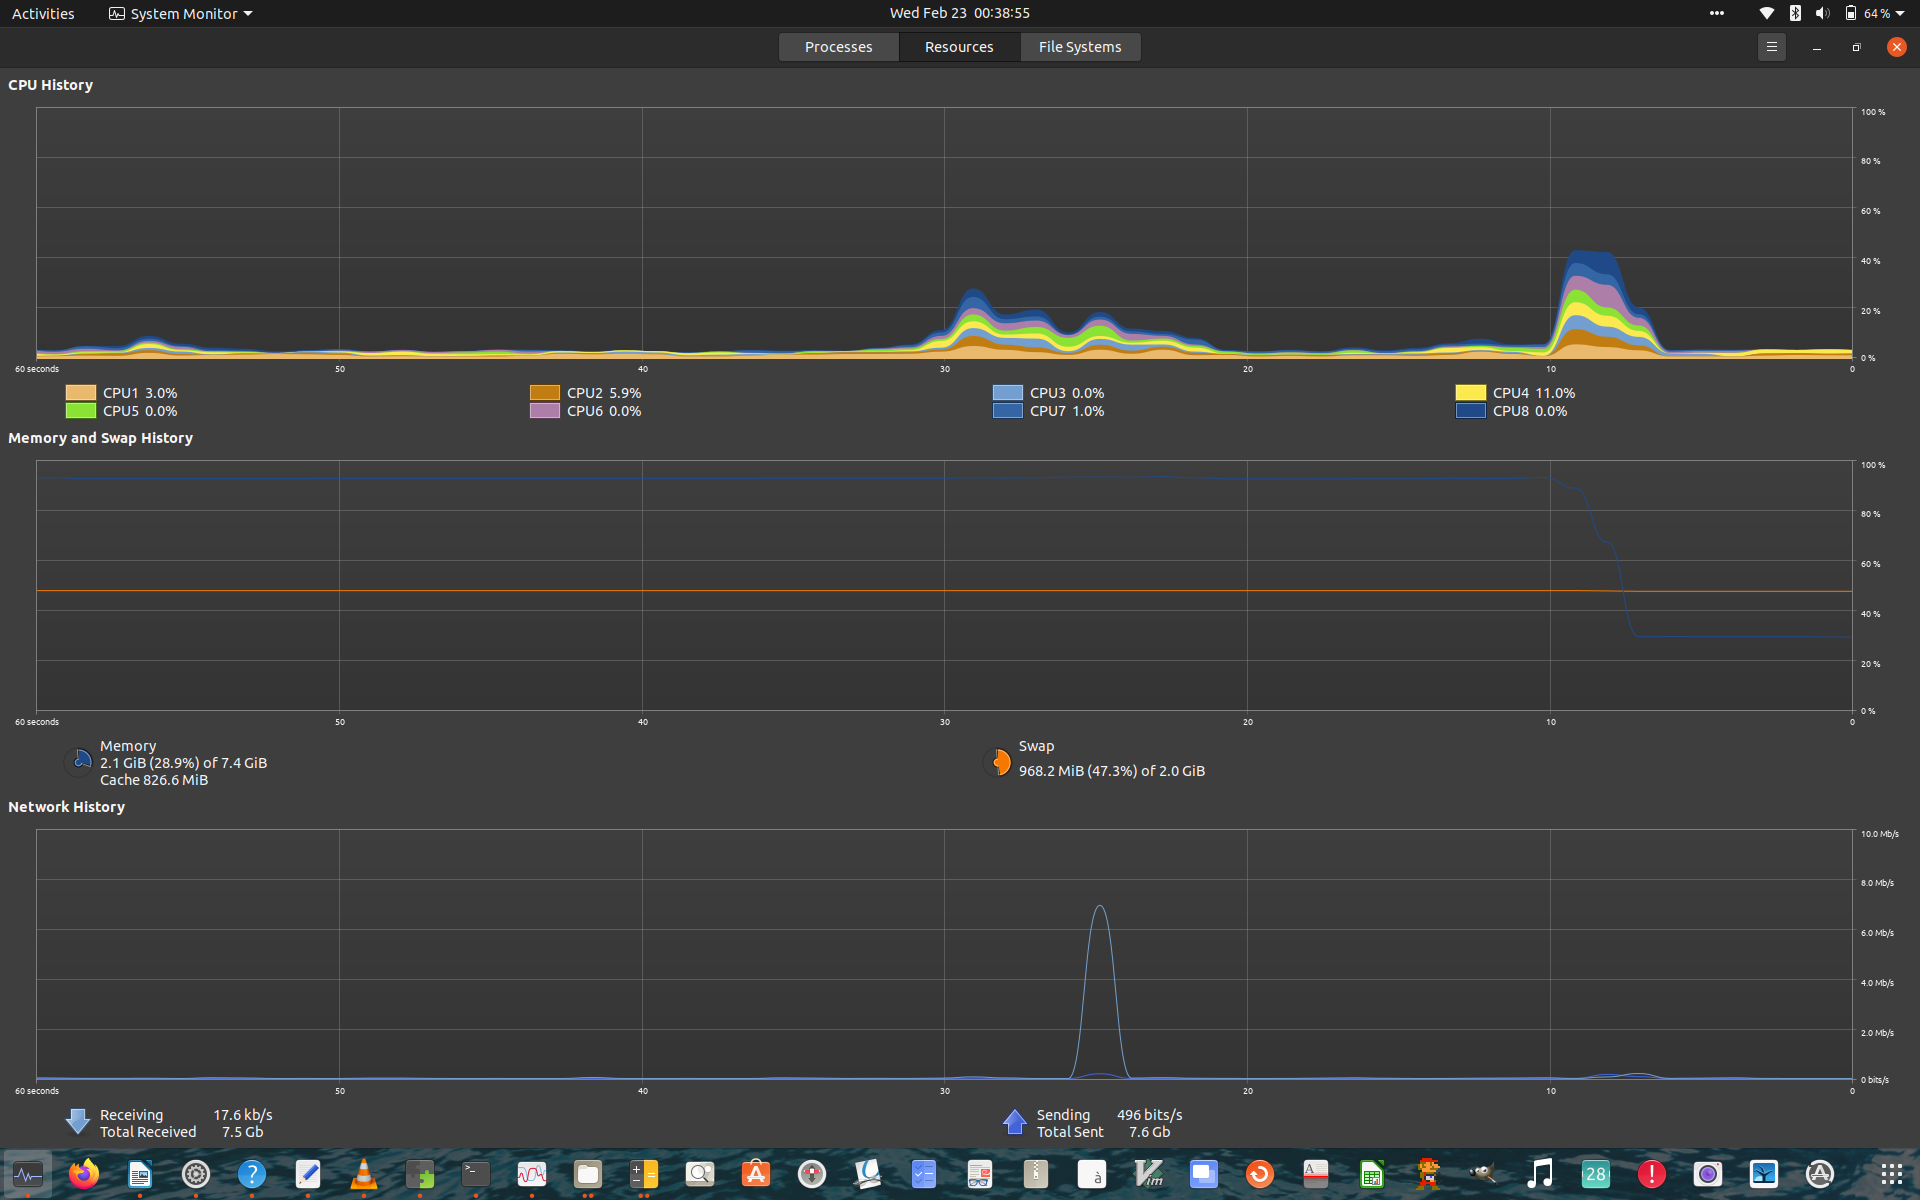 Activities System Monitor Wed Feb 23 00:38:55 64 %
Processes Resources File Systems
CPU History
100 %
80 %
60 %
40 %
20 %
0 %
60 seconds 50 40 30 20 10 0
CPU1 3.0% CPU2 5.9% CPU3 0.0% CPU4 11.0%
CPU5 0.0% CPU6 0.0% CPU7 1.0% CPU8 0.0%
Memory and Swap History
100 %
80 %
60 %
40 %
20 %
0 %
60 seconds 50 40 30 20 10 0
Memory Swap
2.1 GiB (28.9%) of 7.4 GiB 968.2 MiB (47.3%) of 2.0 GiB
Cache 826.6 MiB
Network History
10.0 Mb/s
8.0 Mb/s
6.0 Mb/s
4.0 Mb/s
2.0 Mb/s
0 bits/s
60 seconds 50 40 30 20 10 0
Receiving 17.6 kb/s Sending 496 bits/s
Total Received 7.5 Gb Total Sent 7.6 Gb
? >_ à Vim A 28 !